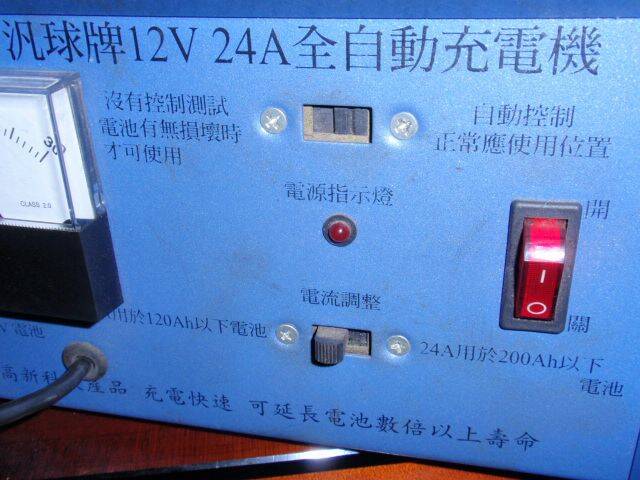 汎球牌12V 24A全自動充電機
沒有控制測試
電池有無損壞時
才可使用
自動控制
正常應使用位置
30
CLASS 2.0
電源指示燈
開
電流調整
用於120Ah以下電池
關
V 電池
24A用於200Ah以下
電池
高新科 產品 充電快速 可延長電池數倍以上壽命